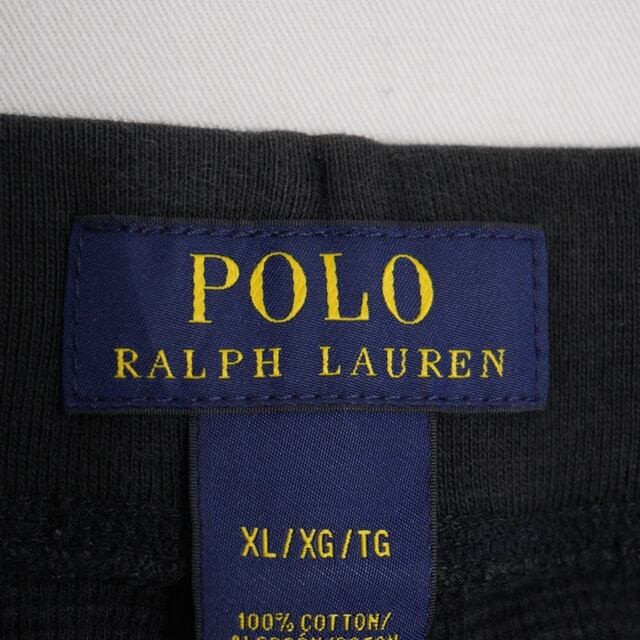 POLO
RALPH LAUREN
XL/XG/TG
100% COTTON/